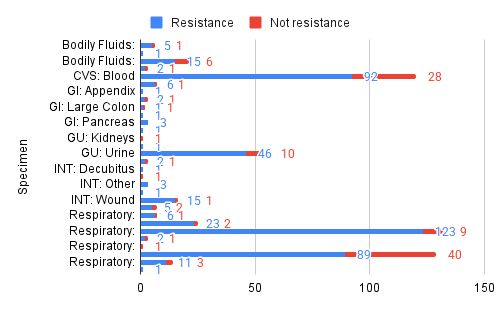 Resistance Not resistance
Specimen
Bodily Fluids: 5 1
1
Bodily Fluids: 15 6
2 1
CVS: Blood 92 28
6 1
GI: Appendix 1
2 1
GI: Large Colon 1 1
1
GI: Pancreas 3
1
GU: Kidneys 1
1
GU: Urine 46 10
2 1
INT: Decubitus 1
1
INT: Other 3
1
INT: Wound 15 1
5 2
Respiratory: 6 1
23 2
Respiratory: 123 9
2 1
Respiratory: 1
89 40
Respiratory: 11 3
1
0 50 100 150